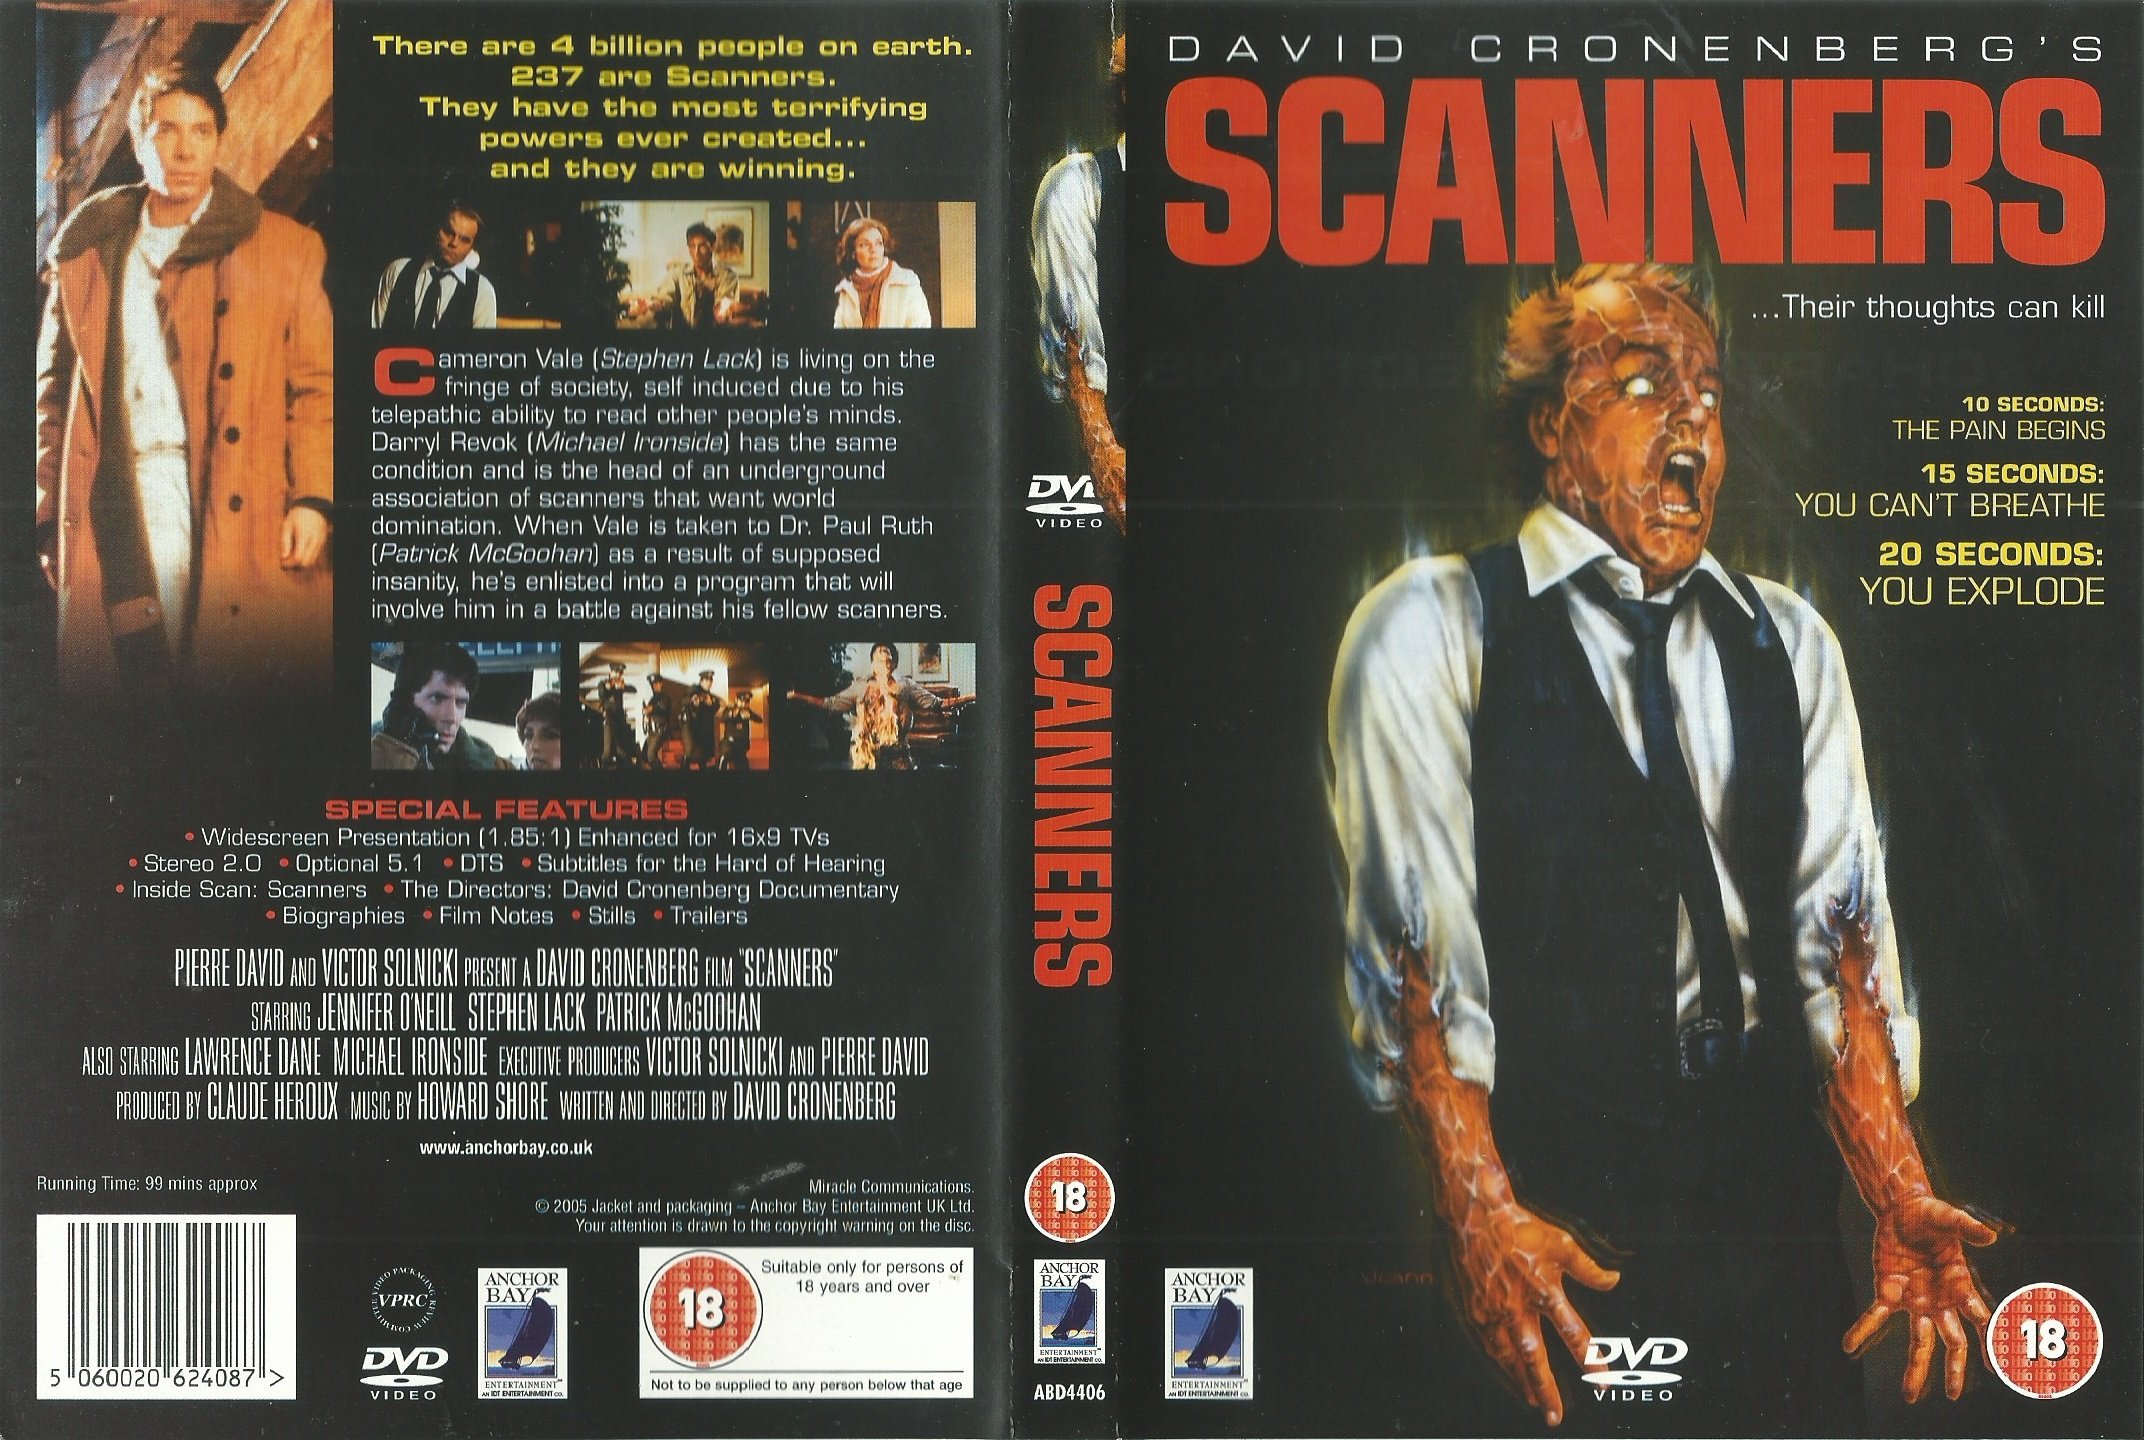 There are 4 billion people on earth.
237 are Scanners.
They have the most terrifying
powers ever created...
and they are winning.
Cameron Vale (Stephen Lack) is living on the
fringe of society, self induced due to his
telepathic ability to read other people's minds.
Darryl Revok (Michael Ironside) has the same
condition and is the head of an underground
association of scanners that want world
domination. When Vale is taken to Dr. Paul Ruth
(Patrick McGoohan) as a result of supposed
insanity, he's enlisted into a program that will
involve him in a battle against his fellow scanners.
SPECIAL FEATURES
• Widescreen Presentation (1.85:1) Enhanced for 16x9 TVs
• Stereo 2.0 • Optional 5.1 • DTS • Subtitles for the Hard of Hearing
• Inside Scan: Scanners • The Directors: David Cronenberg Documentary
• Biographies • Film Notes • Stills • Trailers
PIERRE DAVID AND VICTOR SOLNICKI PRESENT A DAVID CRONENBERG FILM "SCANNERS"
STARRING JENNIFER O'NEILL STEPHEN LACK PATRICK McGOOHAN
ALSO STARRING LAWRENCE DANE MICHAEL IRONSIDE EXECUTIVE PRODUCERS VICTOR SOLNICKI AND PIERRE DAVID
PRODUCED BY CLAUDE HEROUX MUSIC BY HOWARD SHORE WRITTEN AND DIRECTED BY DAVID CRONENBERG
www.anchorbay.co.uk
Running Time: 99 mins approx
Miracle Communications.
© 2005 Jacket and packaging – Anchor Bay Entertainment UK Ltd.
Your attention is drawn to the copyright warning on the disc.
5 060020 624087 >
VIDEO PACKAGING REVIEW COMMITTEE
VPRC
DVD
VIDEO
ANCHOR
BAY
ENTERTAINMENT
AN IDT ENTERTAINMENT CO.
18
Suitable only for persons of
18 years and over
Not to be supplied to any person below that age
DVD
VIDEO
SCANNERS
18
ANCHOR
BAY
ENTERTAINMENT
AN IDT ENTERTAINMENT CO.
ABD4406
DAVID CRONENBERG'S
SCANNERS
...Their thoughts can kill
10 SECONDS:
THE PAIN BEGINS
15 SECONDS:
YOU CAN'T BREATHE
20 SECONDS:
YOU EXPLODE
ANCHOR
BAY
ENTERTAINMENT
AN IDT ENTERTAINMENT CO.
DVD
VIDEO
18